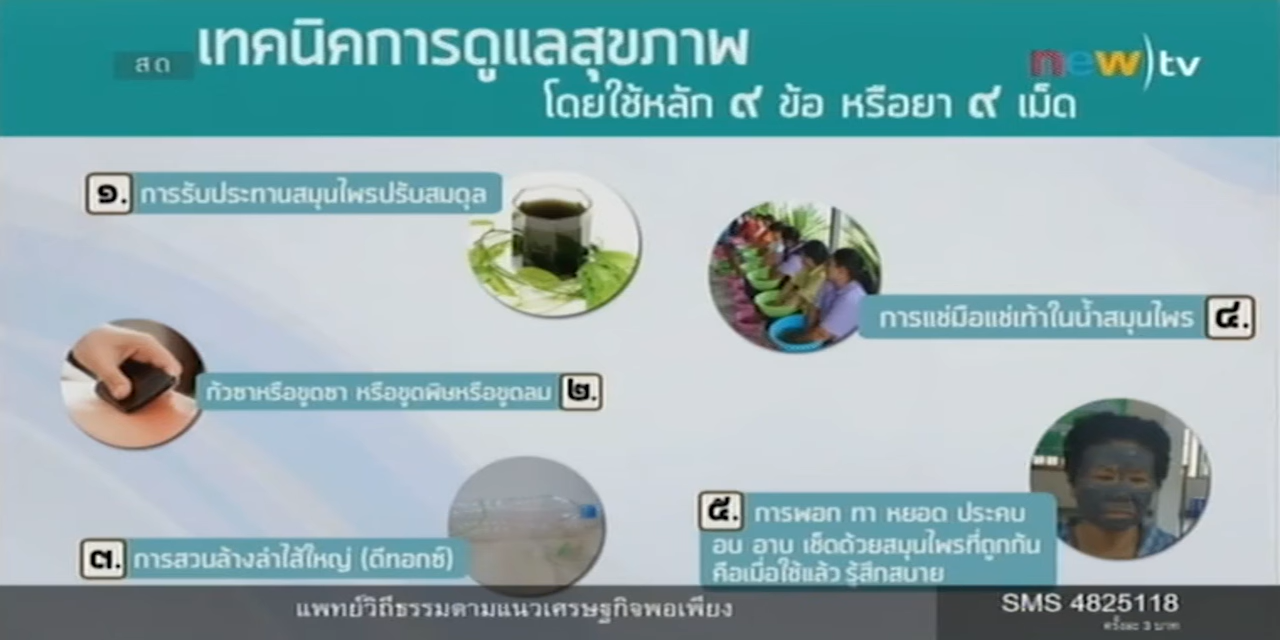 สด
เทคนิคการดูแลสุขภาพ
new)tv
โดยใช้หลัก ๙ ข้อ หรือยา ๙ เม็ด
๑. การรับประทานสมุนไพรปรับสมดุล
การแช่มือแช่เท้าในน้ำสมุนไพร ๔.
กัวซาหรือขูดซา หรือขูดพิษหรือขูดลม ๒.
๕. การพอก ทา หยอด ประคบ
อบ อาบ เช็ดด้วยสมุนไพรที่ถูกกัน
คือเมื่อใช้แล้ว รู้สึกสบาย
๓. การสวนล้างลำไส้ใหญ่ (ดีทอกซ์)
แพทย์วิถีธรรมตามแนวเศรษฐกิจพอเพียง
SMS 4825118
ครั้งละ 3 บาท